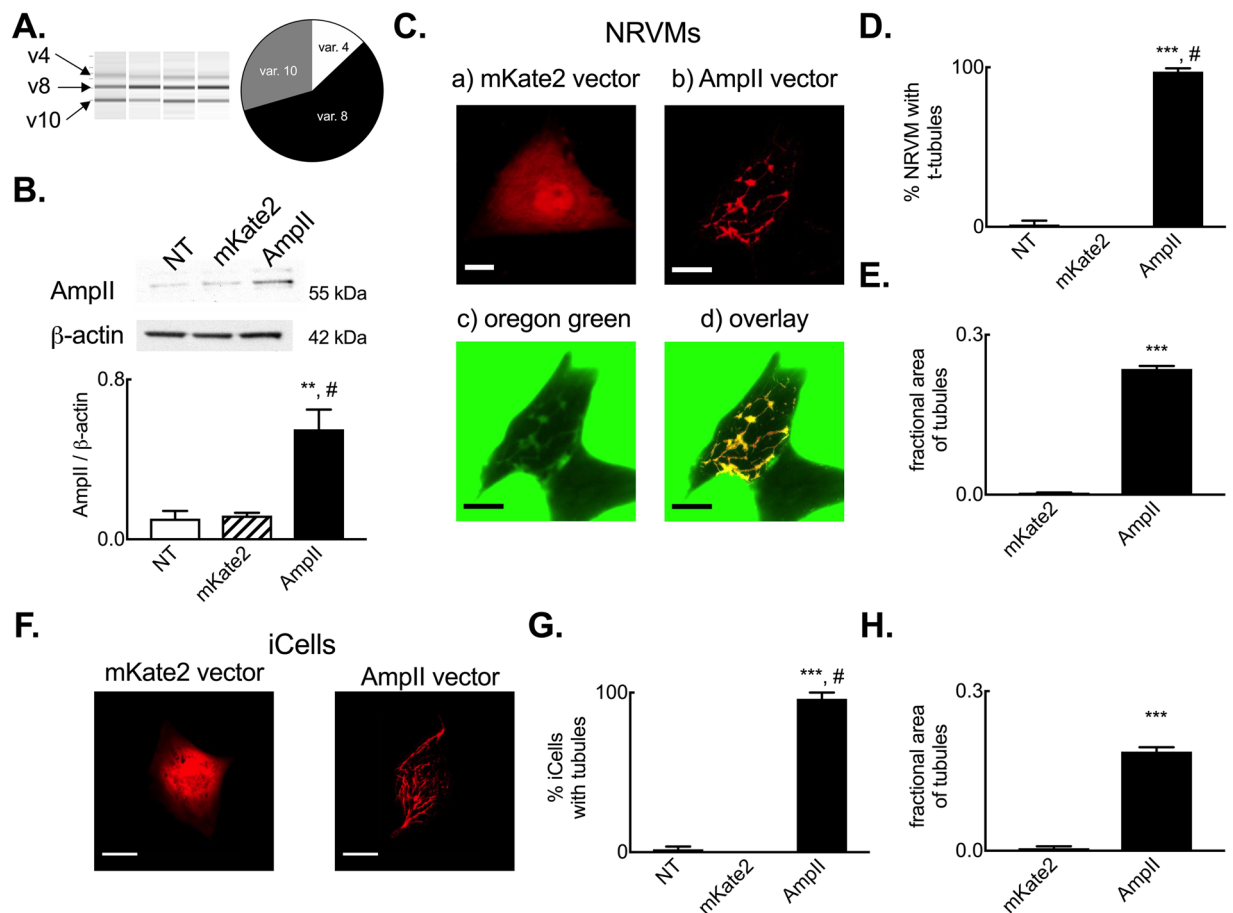 A.
v4
v8
v10
var. 4
var. 10
var. 8
B.
NT
mKate2
AmpII
AmpII
55 kDa
β-actin
42 kDa
AmpII / β-actin
0.8
0.0
**, #
NT
mKate2
AmpII
C.
NRVMs
a) mKate2 vector
b) AmpII vector
c) oregon green
d) overlay
D.
% NRVM with
t-tubules
100
0
***, #
NT
mKate2
AmpII
E.
fractional area
of tubules
0.3
0.0
***
mKate2
AmpII
F.
iCells
mKate2 vector
AmpII vector
G.
% iCells
with tubules
100
0
***, #
NT
mKate2
AmpII
H.
fractional area
of tubules
0.3
0.0
***
mKate2
AmpII